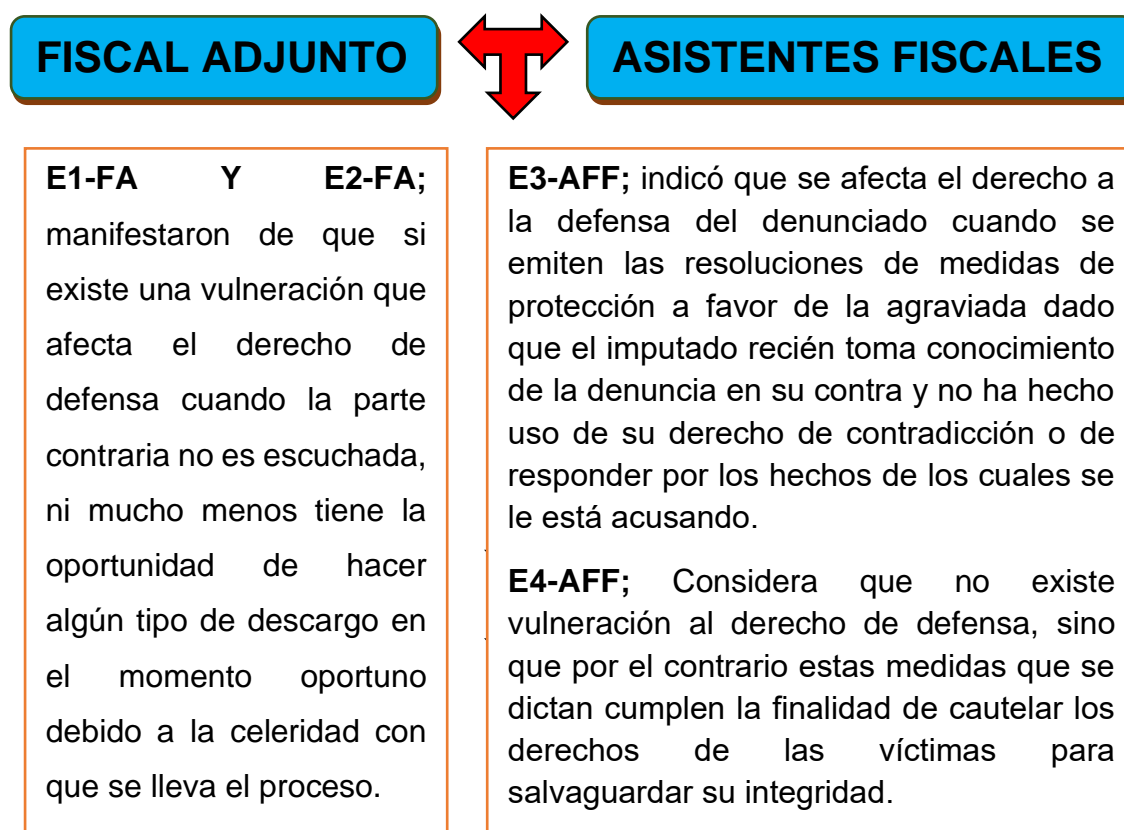 FISCAL ADJUNTO
ASISTENTES FISCALES
E1-FA Y E2-FA;
manifestaron de que si
existe una vulneración que
afecta el derecho de
defensa cuando la parte
contraria no es escuchada,
ni mucho menos tiene la
oportunidad de hacer
algún tipo de descargo en
el momento oportuno
debido a la celeridad con
que se lleva el proceso.
E3-AFF; indicó que se afecta el derecho a
la defensa del denunciado cuando se
emiten las resoluciones de medidas de
protección a favor de la agraviada dado
que el imputado recién toma conocimiento
de la denuncia en su contra y no ha hecho
uso de su derecho de contradicción o de
responder por los hechos de los cuales se
le está acusando.
E4-AFF; Considera que no existe
vulneración al derecho de defensa, sino
que por el contrario estas medidas que se
dictan cumplen la finalidad de cautelar los
derechos de las víctimas para
salvaguardar su integridad.